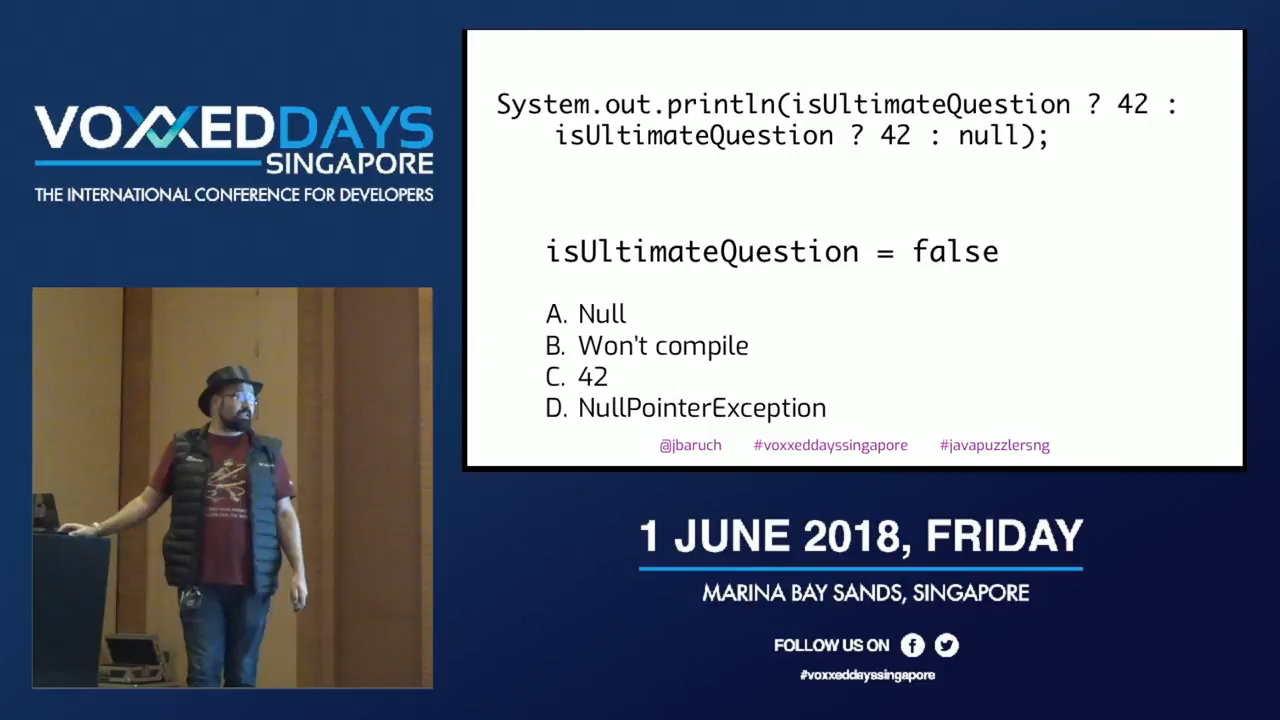 VOXXEDDAYS
SINGAPORE
THE INTERNATIONAL CONFERENCE FOR DEVELOPERS
System.out.println(isUltimateQuestion ? 42 :
isUltimateQuestion ? 42 : null);
isUltimateQuestion = false
A. Null
B. Won't compile
C. 42
D. NullPointerException
@jbaruch #voxxeddayssingapore #javapuzzlersng
1 JUNE 2018, FRIDAY
MARINA BAY SANDS, SINGAPORE
FOLLOW US ON
#voxxeddayssingapore